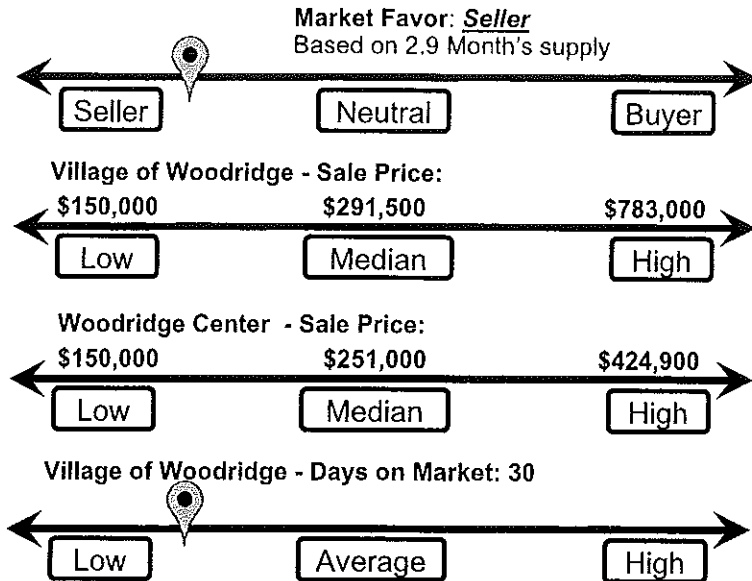 Market Favor: Seller
Based on 2.9 Month's supply
Seller Neutral Buyer
Village of Woodridge - Sale Price:
$150,000 $291,500 $783,000
Low Median High
Woodridge Center - Sale Price:
$150,000 $251,000 $424,900
Low Median High
Village of Woodridge - Days on Market: 30
Low Average High